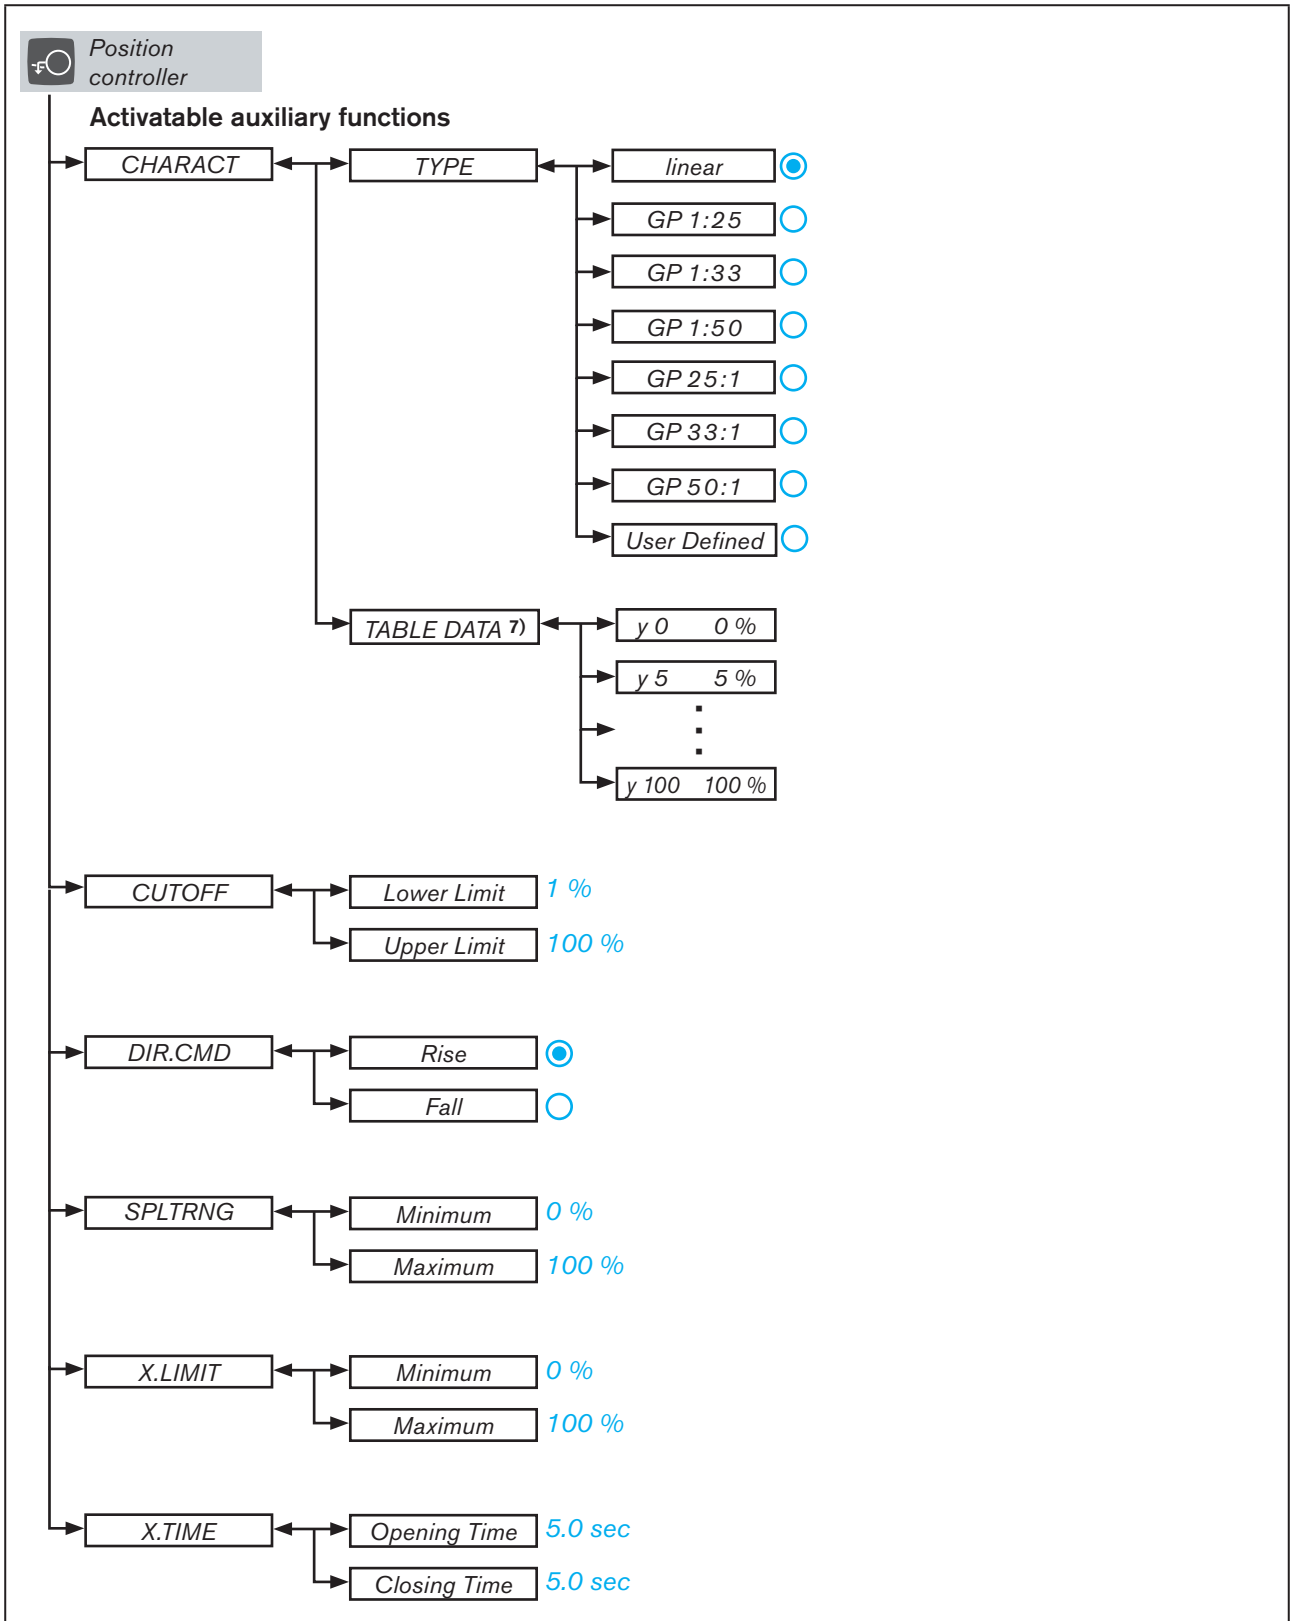 Position
controller
Activatable auxiliary functions
CHARACT
TYPE
linear
GP 1:25
GP 1:33
GP 1:50
GP 25:1
GP 33:1
GP 50:1
User Defined
TABLE DATA 7)
y 0 0 %
y 5 5 %
y 100 100 %
CUTOFF
Lower Limit 1 %
Upper Limit 100 %
DIR.CMD
Rise
Fall
SPLTRNG
Minimum 0 %
Maximum 100 %
X.LIMIT
Minimum 0 %
Maximum 100 %
X.TIME
Opening Time 5.0 sec
Closing Time 5.0 sec